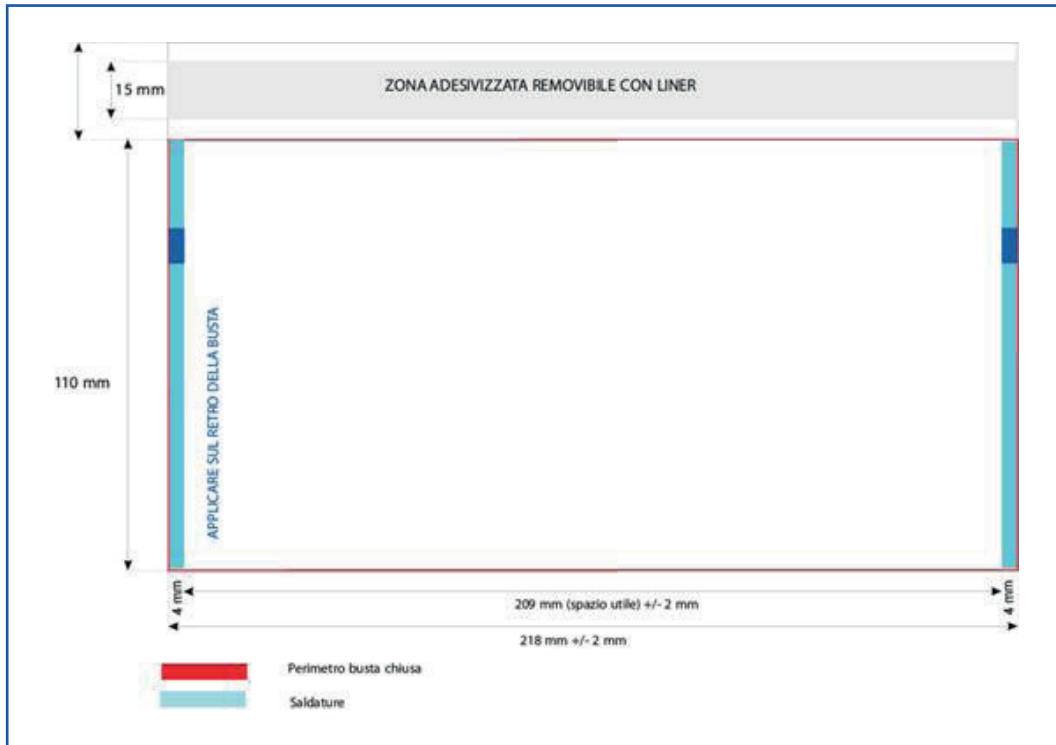 ZONA ADESIVIZZATA REMOVIBILE CON LINER
15 mm
110 mm
APPLICARE SUL RETRO DELLA BUSTA
4 mm
209 mm (spazio utile) +/- 2 mm
4 mm
218 mm +/- 2 mm
Perimetro busta chiusa
Saldature